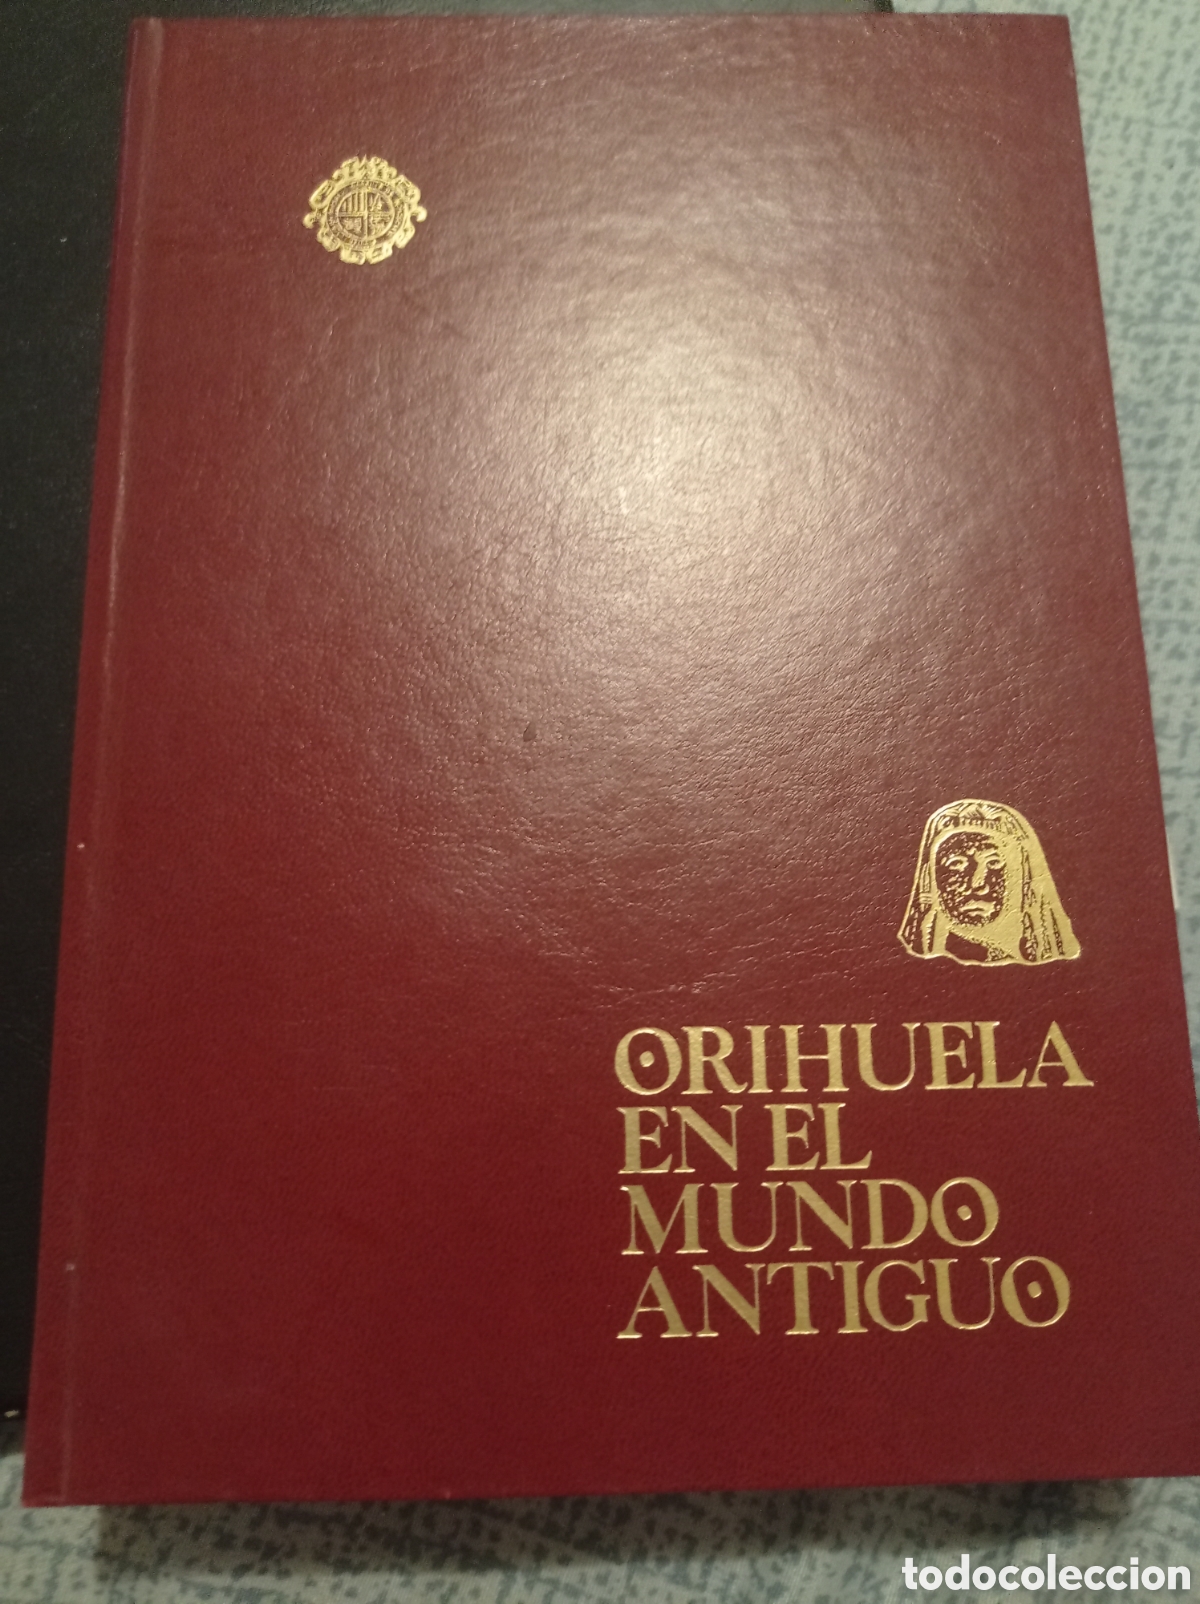 ORIHUELA
EN EL
MUNDO
ANTIGUO
todocoleccion